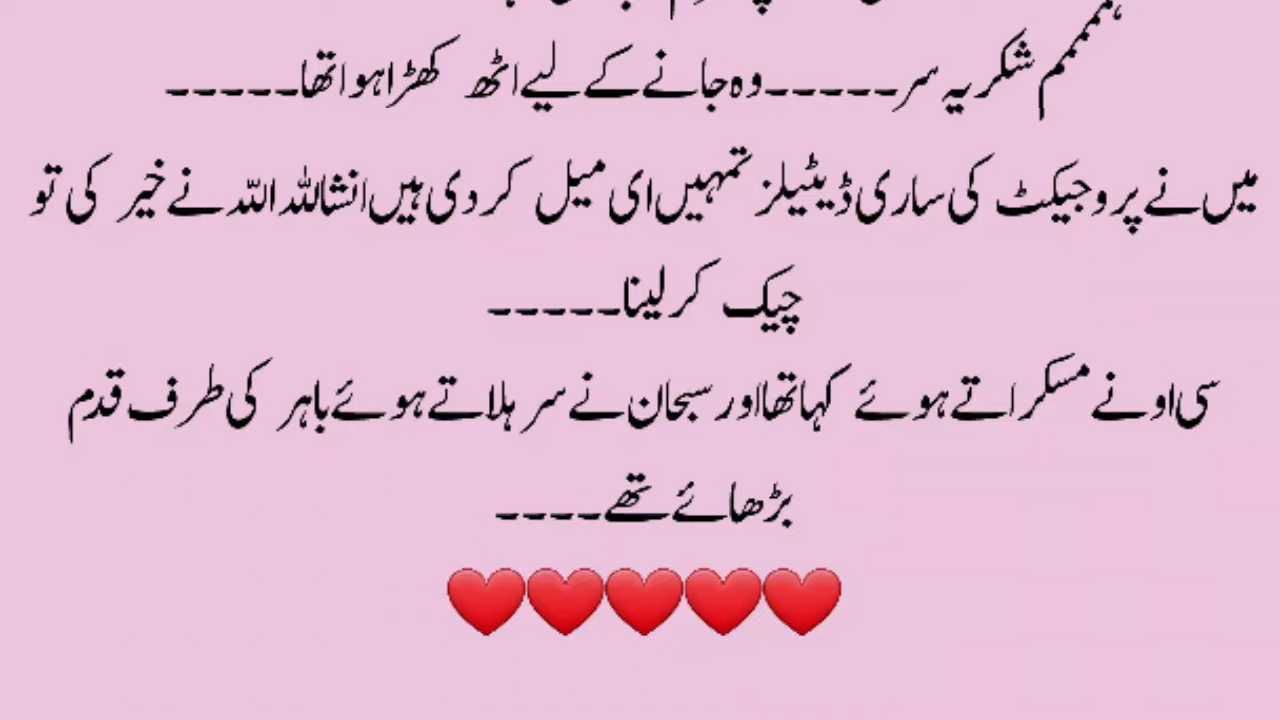 ہمممم شکریہ سر-----وہ جانے کے لیے اٹھ کھڑا ہوا تھا-----
میں نے پروجیکٹ کی ساری ڈیٹیلز تمہیں ای میل کر دی ہیں انشاللہ اللہ نے خیر کی تو
چیک کر لینا-----
سی او نے مسکراتے ہوئے کہا تھا اور سبحان نے سر ہلاتے ہوئے باہر کی طرف قدم
بڑھائے تھے----
❤️❤️❤️❤️❤️